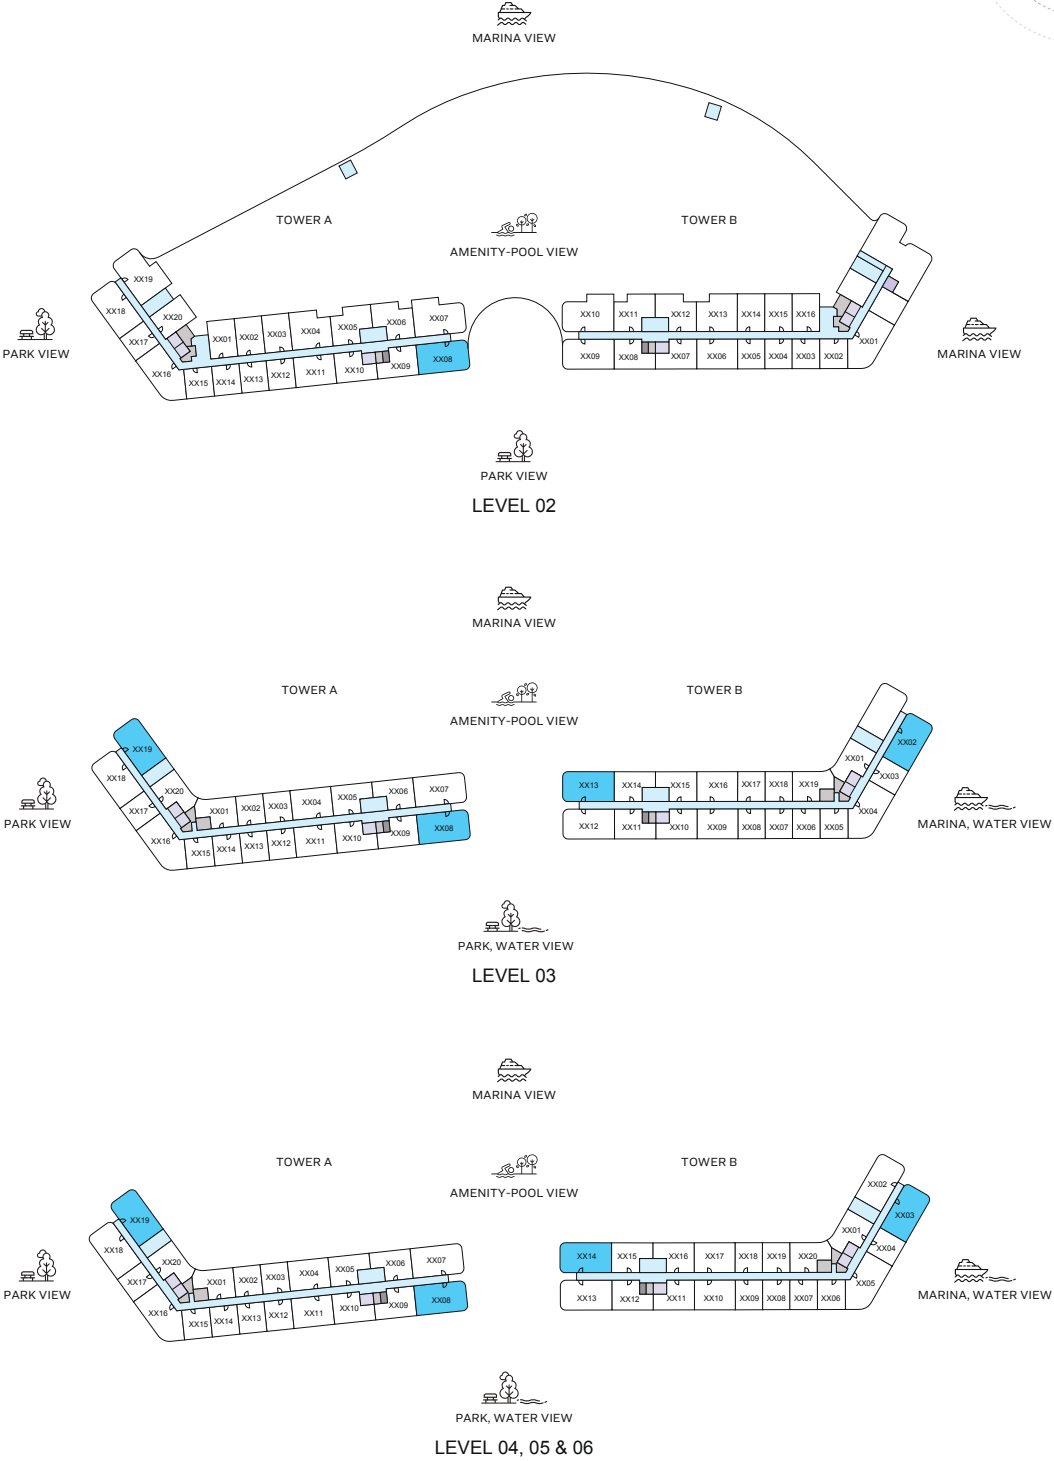 MARINA VIEW
TOWER A
TOWER B
AMENITY-POOL VIEW
XX19
XX18
XX20
XX17
XX16
XX01
XX02
XX03
XX04
XX05
XX06
XX07
XX15
XX14
XX13
XX12
XX11
XX10
XX09
XX08
XX10
XX11
XX12
XX13
XX14
XX15
XX16
XX09
XX08
XX07
XX06
XX05
XX04
XX03
XX02
XX01
PARK VIEW
MARINA VIEW
PARK VIEW
LEVEL 02
MARINA VIEW
TOWER A
TOWER B
AMENITY-POOL VIEW
XX19
XX18
XX20
XX17
XX16
XX01
XX02
XX03
XX04
XX05
XX06
XX07
XX15
XX14
XX13
XX12
XX11
XX10
XX09
XX08
XX13
XX14
XX15
XX16
XX17
XX18
XX19
XX01
XX02
XX03
XX04
XX12
XX11
XX10
XX09
XX08
XX07
XX06
XX05
PARK VIEW
MARINA, WATER VIEW
PARK, WATER VIEW
LEVEL 03
MARINA VIEW
TOWER A
TOWER B
AMENITY-POOL VIEW
XX19
XX18
XX20
XX17
XX16
XX01
XX02
XX03
XX04
XX05
XX06
XX07
XX15
XX14
XX13
XX12
XX11
XX10
XX09
XX08
XX14
XX15
XX16
XX17
XX18
XX19
XX20
XX01
XX02
XX03
XX04
XX05
XX13
XX12
XX11
XX10
XX09
XX08
XX07
XX06
PARK VIEW
MARINA, WATER VIEW
PARK, WATER VIEW
LEVEL 04, 05 & 06